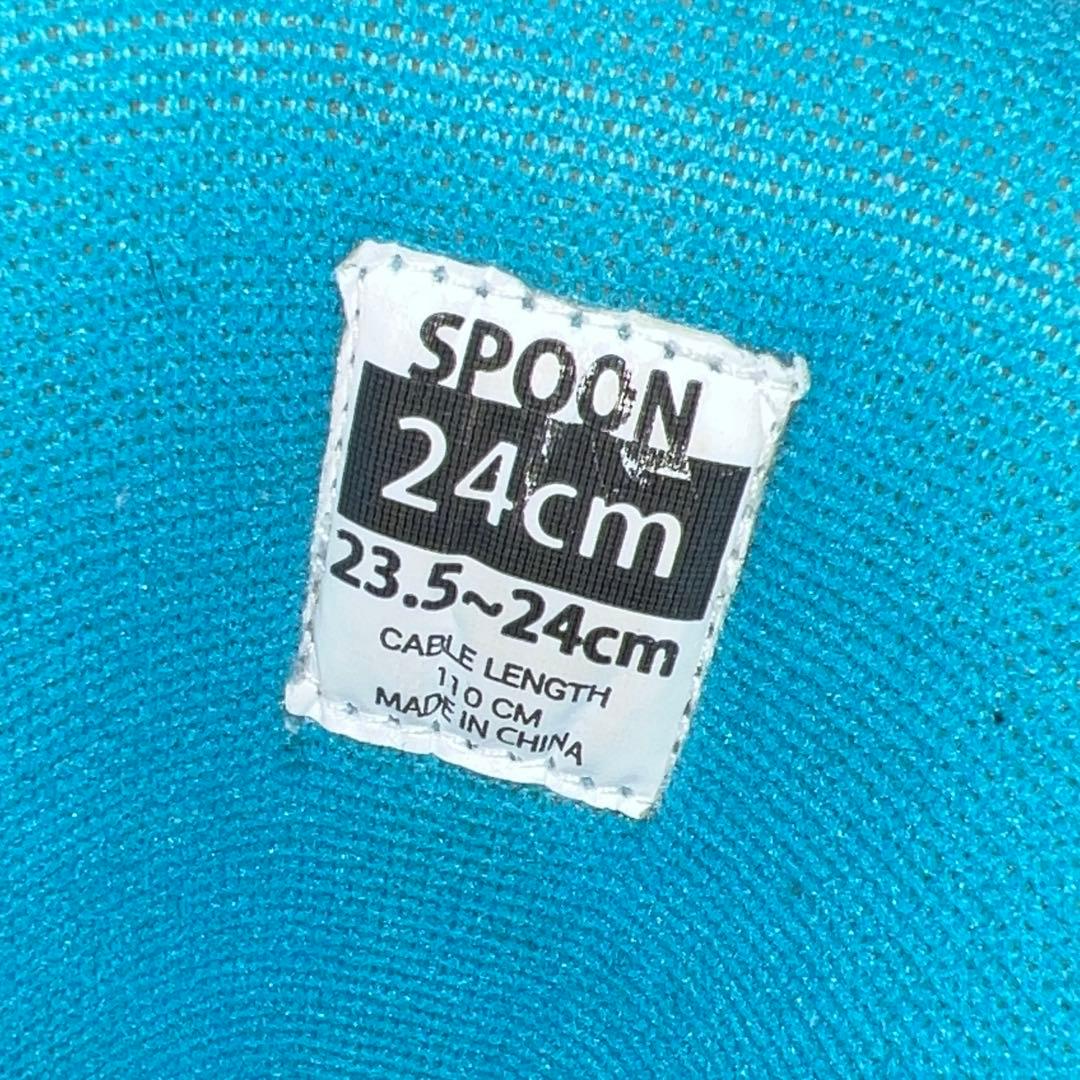 SPOON
24cm
23.5~24cm
CABLE LENGTH
110 CM
MADE IN CHINA